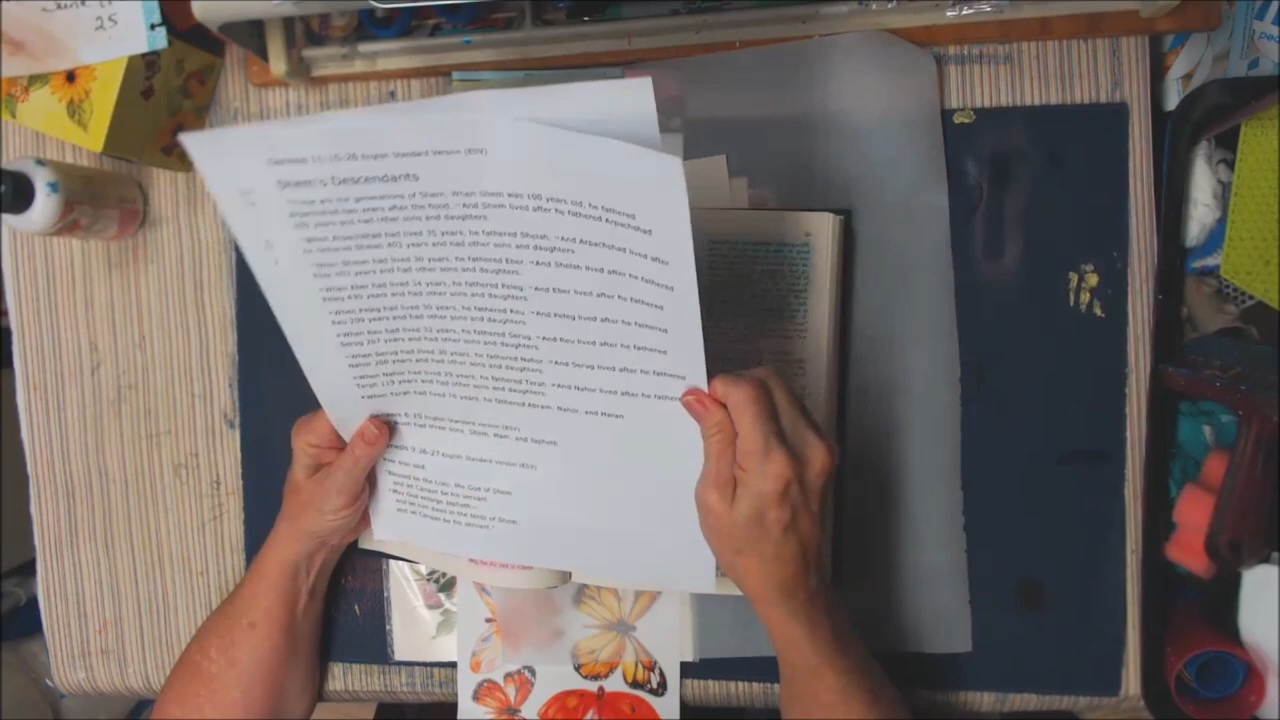 June 11
25
Genesis 11:10-26 English Standard Version (ESV)
Shem's Descendants
These are the generations of Shem. When Shem was 100 years old, he fathered
Arpachshad two years after the flood. And Shem lived after he fathered Arpachshad
500 years and had other sons and daughters.
When Arpachshad had lived 35 years, he fathered Shelah. And Arpachshad lived after
he fathered Shelah 403 years and had other sons and daughters.
When Shelah had lived 30 years, he fathered Eber. And Shelah lived after he fathered
Eber 403 years and had other sons and daughters.
When Eber had lived 34 years, he fathered Peleg. And Eber lived after he fathered
Peleg 430 years and had other sons and daughters.
When Peleg had lived 30 years, he fathered Reu. And Peleg lived after he fathered
Reu 209 years and had other sons and daughters.
When Reu had lived 32 years, he fathered Serug. And Reu lived after he fathered
Serug 207 years and had other sons and daughters.
When Serug had lived 30 years, he fathered Nahor. And Serug lived after he fathered
Nahor 200 years and had other sons and daughters.
When Nahor had lived 29 years, he fathered Terah. And Nahor lived after he fathered
Terah 119 years and had other sons and daughters.
When Terah had lived 70 years, he fathered Abram, Nahor, and Haran.
6:10 English Standard Version (ESV)
had three sons, Shem, Ham, and Japheth
9 26-27 English Standard Version (ESV)
also said
"Blessed be the Lord, the God of Shem
and let Canaan be his servant
May God enlarge Japheth,
and let him dwell in the tents of Shem,
and let Canaan be his servant."